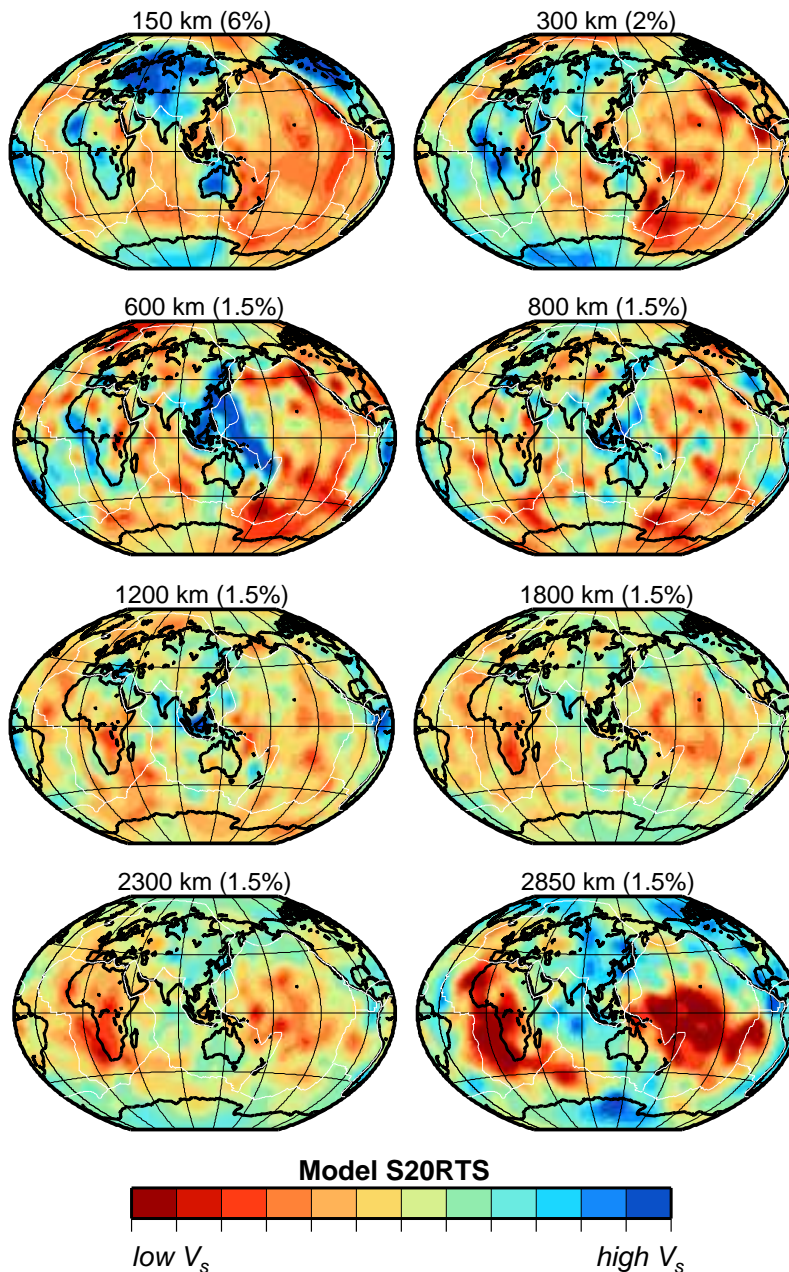 150 km (6%)
300 km (2%)
600 km (1.5%)
800 km (1.5%)
1200 km (1.5%)
1800 km (1.5%)
2300 km (1.5%)
2850 km (1.5%)
Model S20RTS
low Vs
high Vs